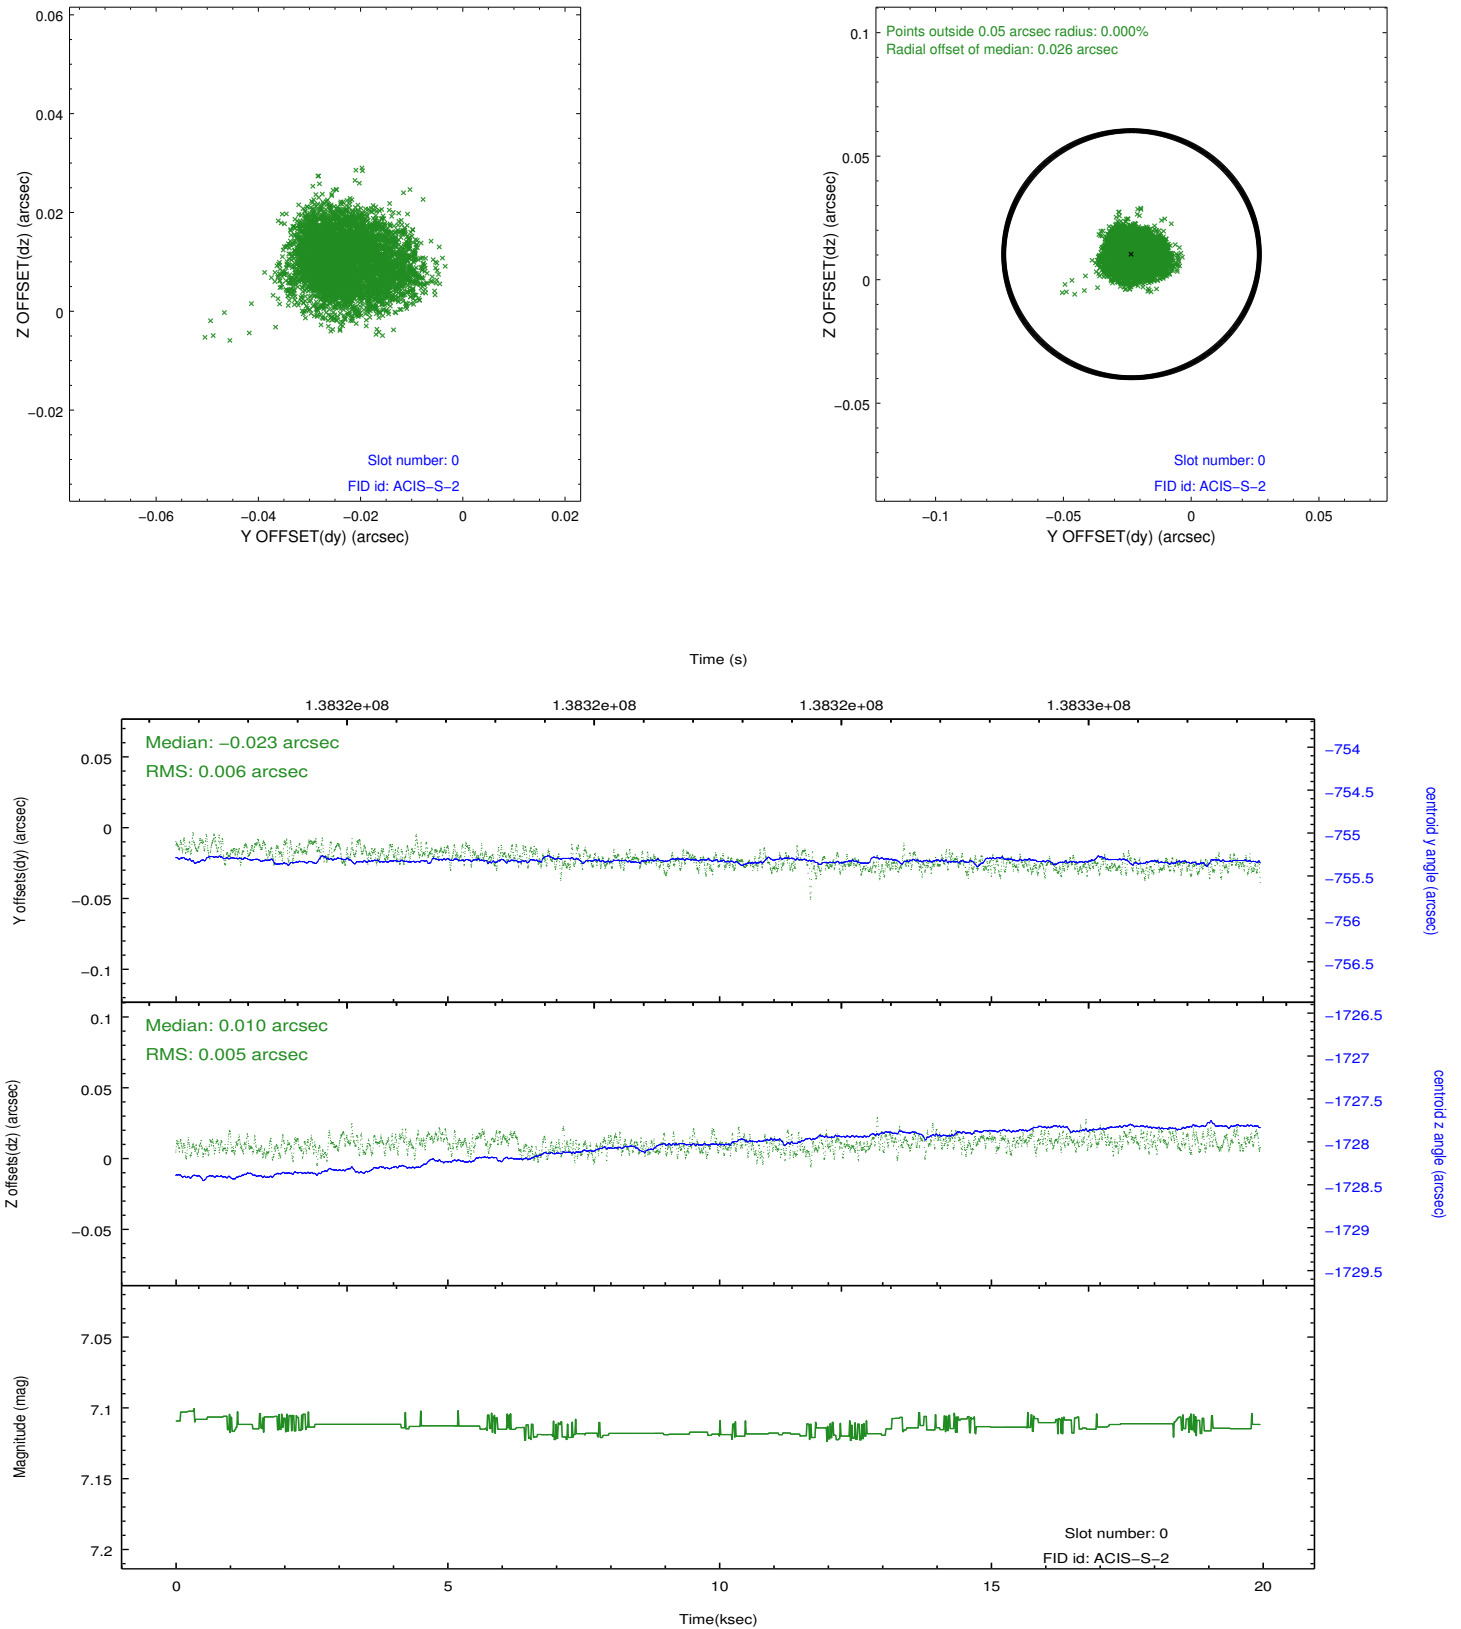 0.06
0.04
0.02
0
−0.02
Z OFFSET(dz) (arcsec)
Slot number: 0
FID id: ACIS−S−2
−0.06
−0.04
−0.02
0
0.02
Y OFFSET(dy) (arcsec)
Points outside 0.05 arcsec radius: 0.000%
Radial offset of median: 0.026 arcsec
0.1
0.05
0
−0.05
Z OFFSET(dz) (arcsec)
Slot number: 0
FID id: ACIS−S−2
−0.1
−0.05
0
0.05
Y OFFSET(dy) (arcsec)
Time (s)
1.3832e+08
1.3832e+08
1.3832e+08
1.3833e+08
Median: −0.023 arcsec
RMS: 0.006 arcsec
0.05
0
−0.05
−0.1
Y offsets(dy) (arcsec)
−754
−754.5
−755
−755.5
−756
−756.5
centroid y angle (arcsec)
Median: 0.010 arcsec
RMS: 0.005 arcsec
0.1
0.05
0
−0.05
Z offsets(dz) (arcsec)
−1726.5
−1727
−1727.5
−1728
−1728.5
−1729
−1729.5
centroid z angle (arcsec)
7.05
7.1
7.15
7.2
Magnitude (mag)
Slot number: 0
FID id: ACIS−S−2
0
5
10
15
20
Time(ksec)